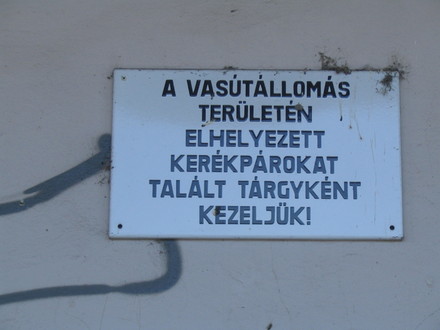 A VASÚTÁLLOMÁS
TERÜLETÉN
ELHELYEZETT
KERÉKPÁROKAT
TALÁLT TÁRGYKÉNT
KEZELJÜK!